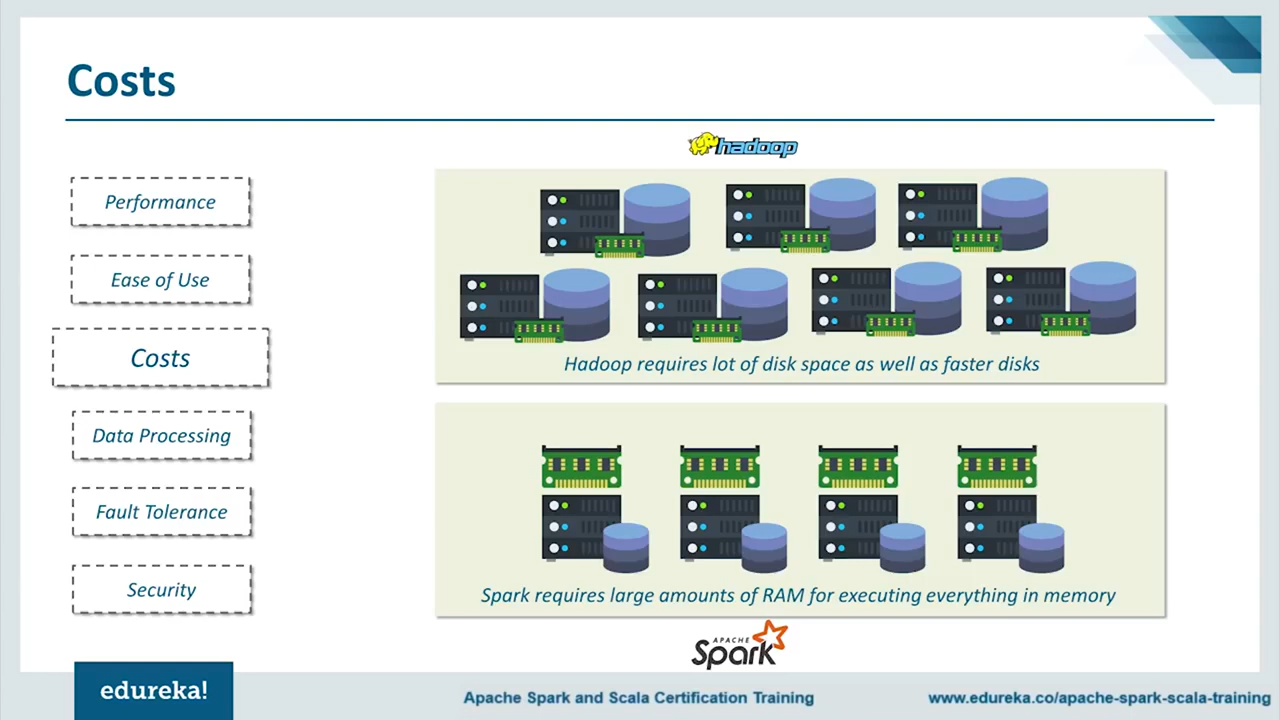 Costs
Performance
Ease of Use
Costs
Data Processing
Fault Tolerance
Security
hadoop
Hadoop requires lot of disk space as well as faster disks
Spark requires large amounts of RAM for executing everything in memory
APACHE
Spark
edureka!
Apache Spark and Scala Certification Training
www.edureka.co/apache-spark-scala-training